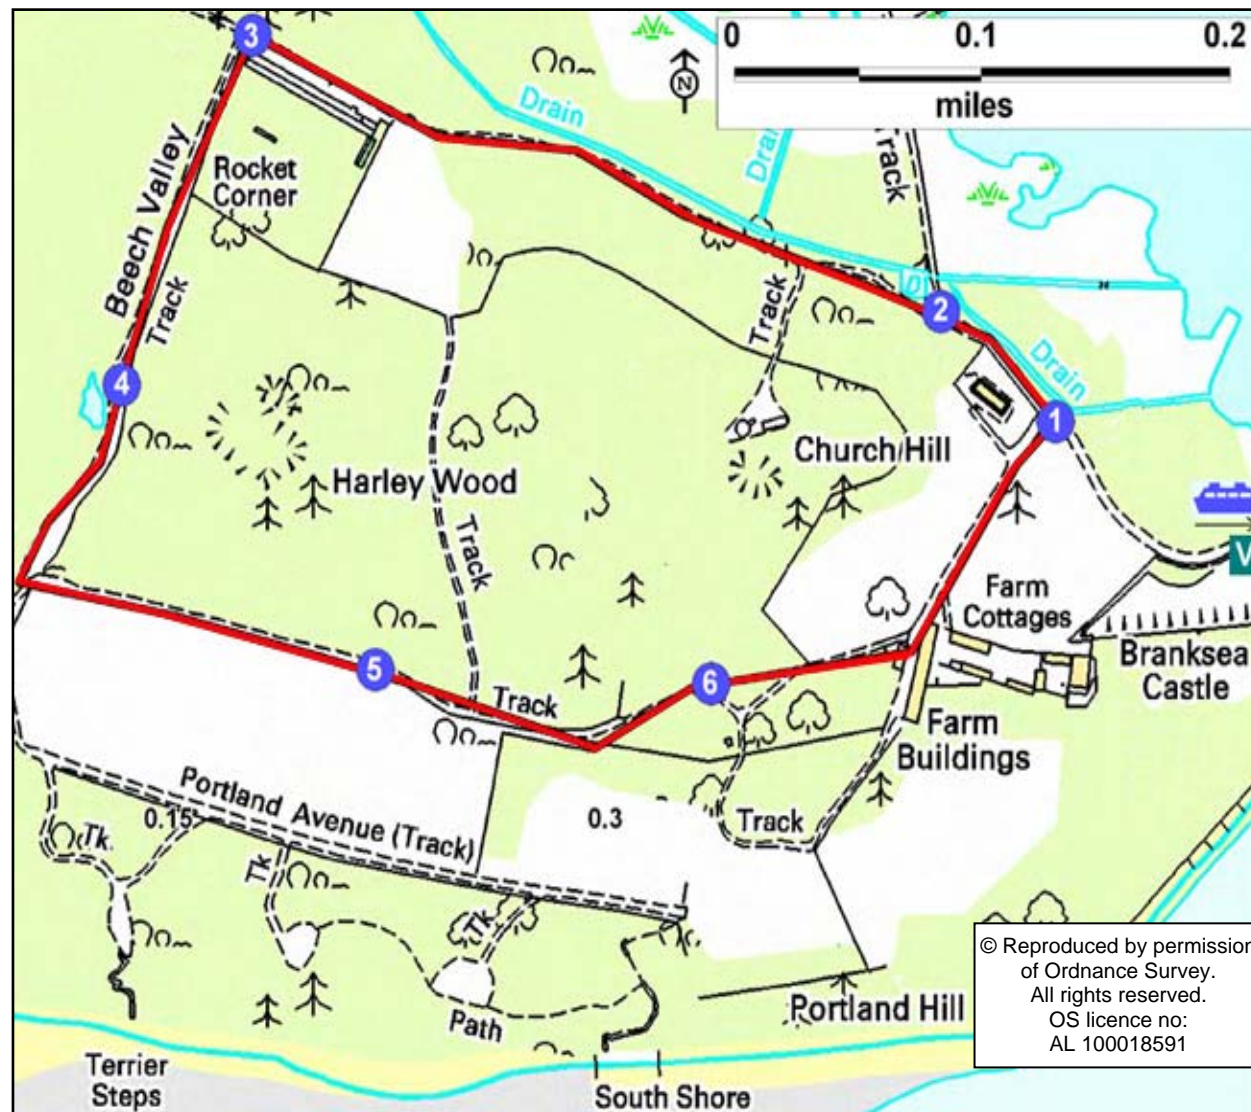 0 0.1 0.2
miles
N
3
Drain
Drain
Track
Rocket
Corner
Beech Valley
Track
Track
2
Drain
1
4
Church Hill
Harley Wood
Track
V
Farm
Cottages
Branksea
Castle
5
6
Track
Farm
Buildings
Portland Avenue (Track)
0.15
0.3
Track
Tk
Tk
Tk
Path
Portland Hill
© Reproduced by permission
of Ordnance Survey.
All rights reserved.
OS licence no:
AL 100018591
Terrier
Steps
South Shore